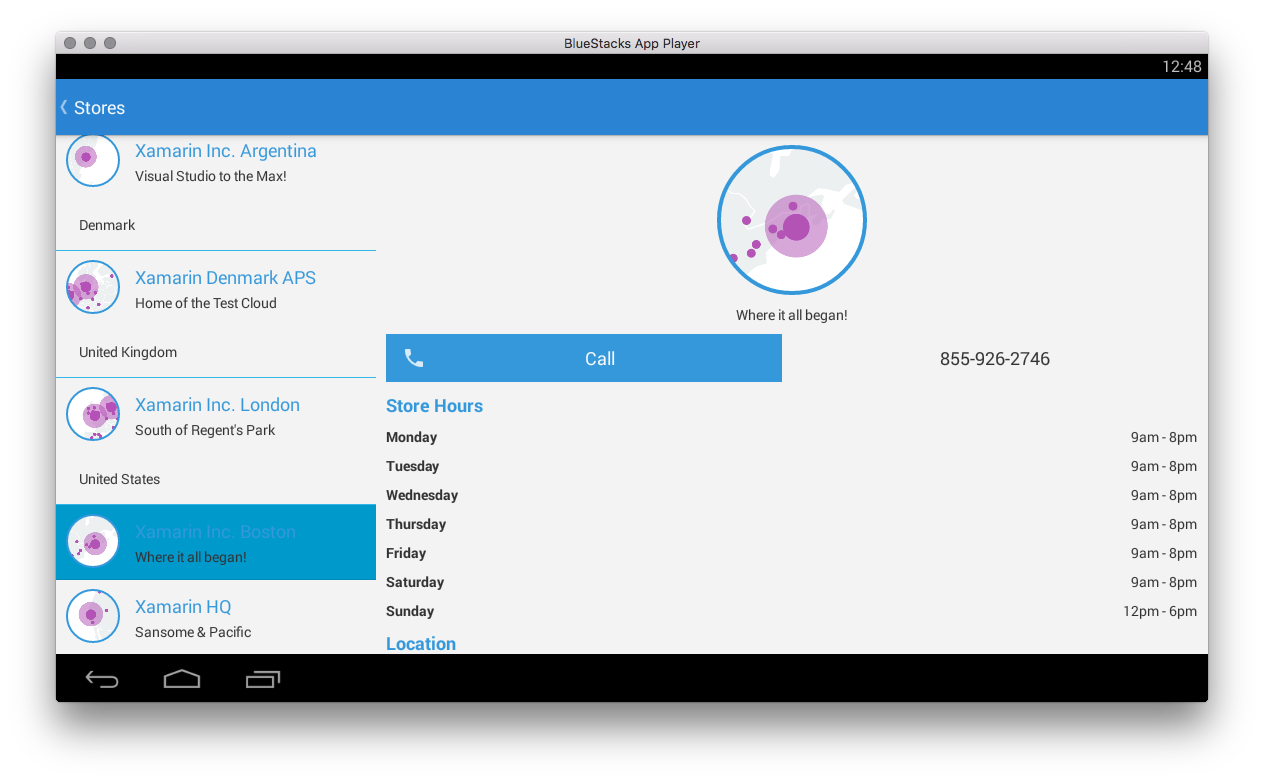 BlueStacks App Player
12:48
Stores
Xamarin Inc. Argentina
Visual Studio to the Max!
Denmark
Xamarin Denmark APS
Home of the Test Cloud
United Kingdom
Xamarin Inc. London
South of Regent's Park
United States
Xamarin Inc. Boston
Where it all began!
Xamarin HQ
Sansome & Pacific
Where it all began!
Call
855-926-2746
Store Hours
Monday 9am - 8pm
Tuesday 9am - 8pm
Wednesday 9am - 8pm
Thursday 9am - 8pm
Friday 9am - 8pm
Saturday 9am - 8pm
Sunday 12pm - 6pm
Location